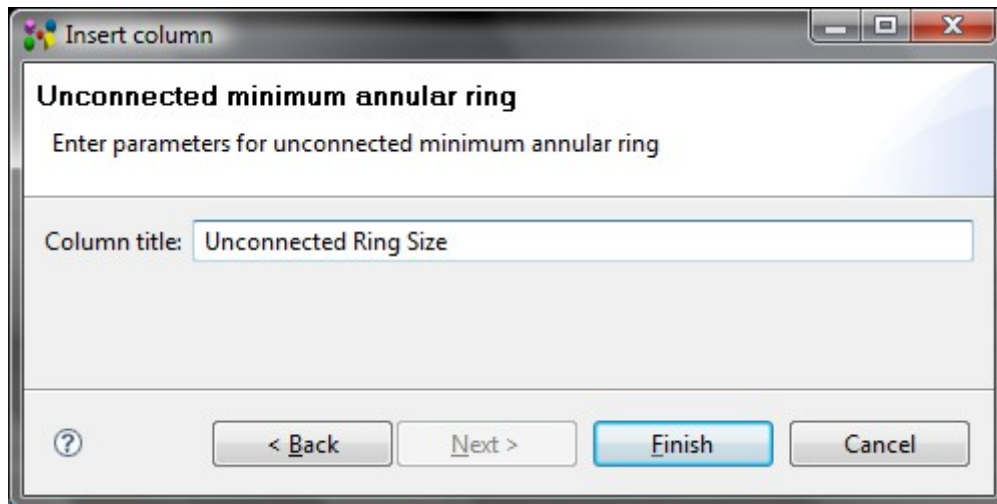 Insert column
Unconnected minimum annular ring
Enter parameters for unconnected minimum annular ring
Column title: Unconnected Ring Size
? < Back Next > Finish Cancel